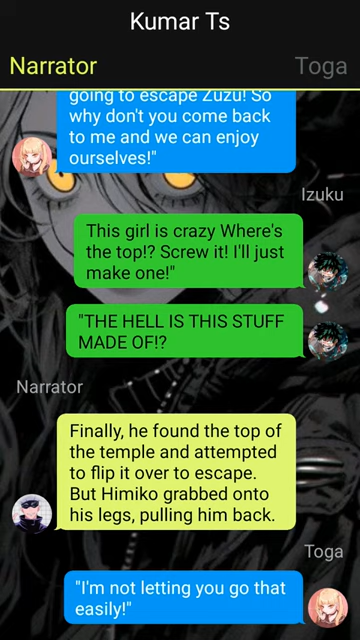 Kumar Ts
Narrator
Toga
going to escape Zuzu! So
why don't you come back
to me and we can enjoy
ourselves!"
Izuku
This girl is crazy Where's
the top!? Screw it! I'll just
make one!"
"THE HELL IS THIS STUFF
MADE OF!?
Narrator
Finally, he found the top of
the temple and attempted
to flip it over to escape.
But Himiko grabbed onto
his legs, pulling him back.
Toga
"I'm not letting you go that
easily!"